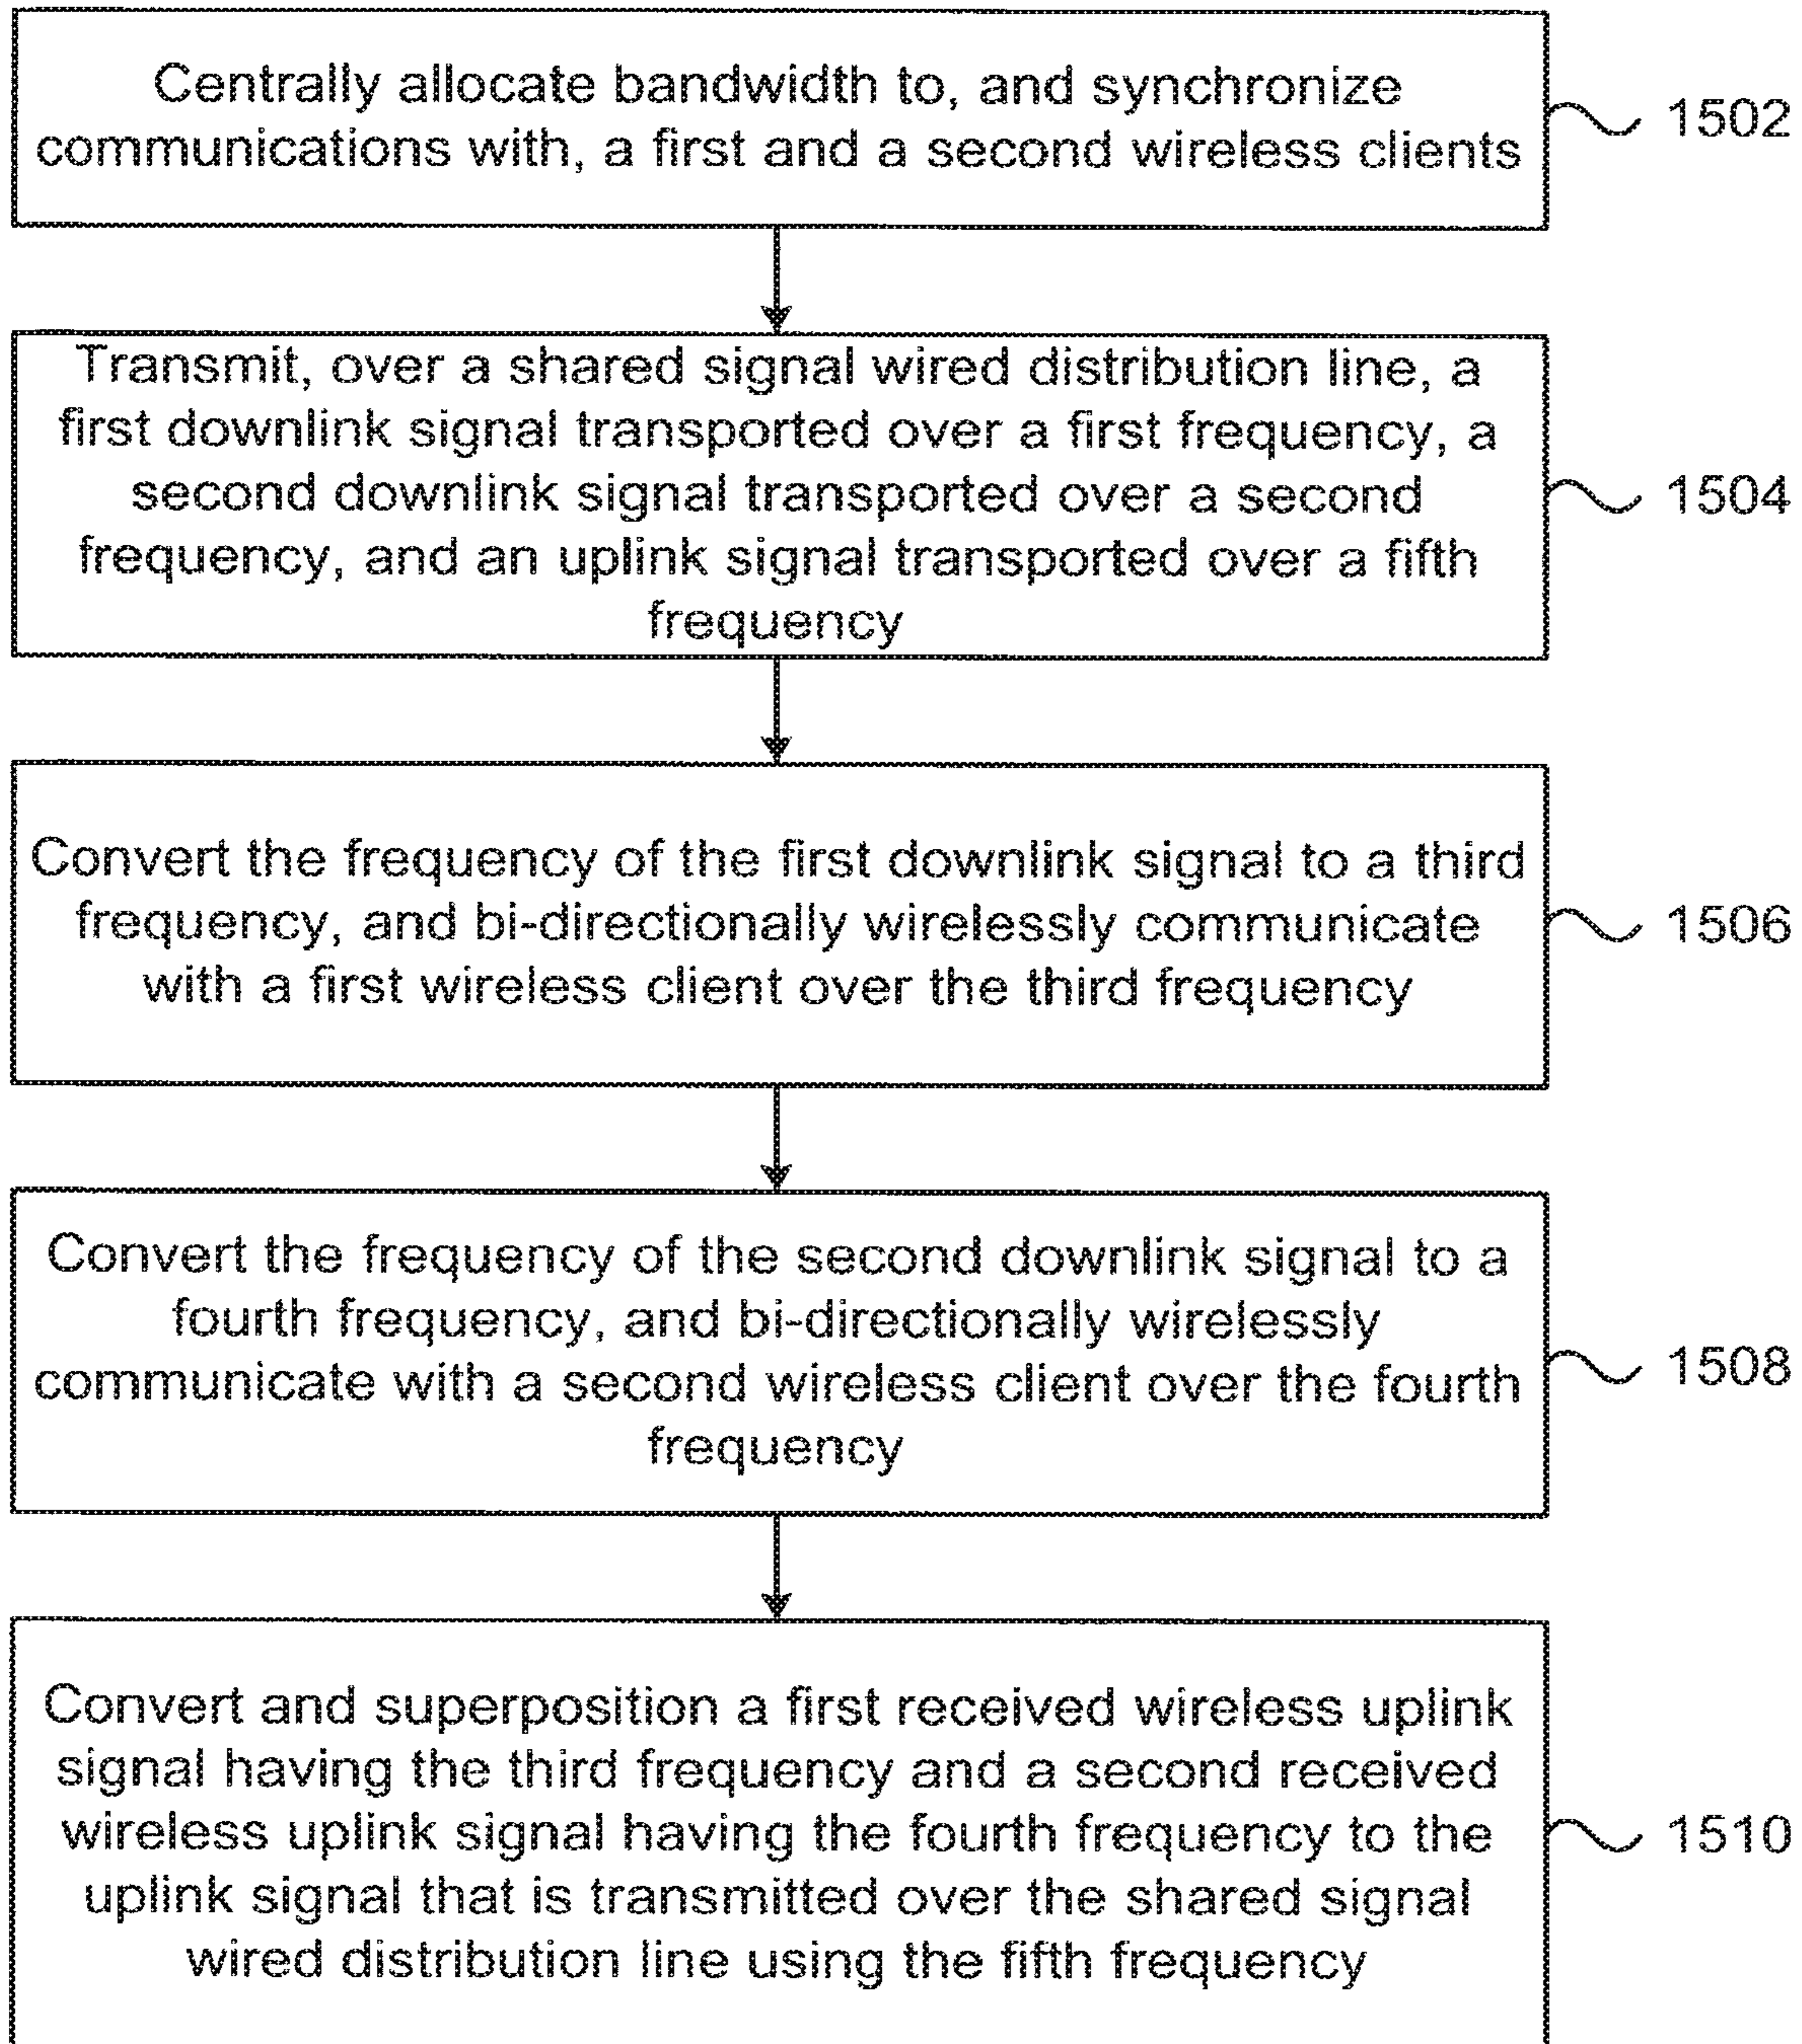 Centrally allocate bandwidth to, and synchronize
communications with, a first and a second wireless clients
1502
Transmit, over a shared signal wired distribution line, a
first downlink signal transported over a first frequency, a
second downlink signal transported over a second
frequency, and an uplink signal transported over a fifth
frequency
1504
Convert the frequency of the first downlink signal to a third
frequency, and bi-directionally wirelessly communicate
with a first wireless client over the third frequency
1506
Convert the frequency of the second downlink signal to a
fourth frequency, and bi-directionally wirelessly
communicate with a second wireless client over the fourth
frequency
1508
Convert and superposition a first received wireless uplink
signal having the third frequency and a second received
wireless uplink signal having the fourth frequency to the
uplink signal that is transmitted over the shared signal
wired distribution line using the fifth frequency
1510